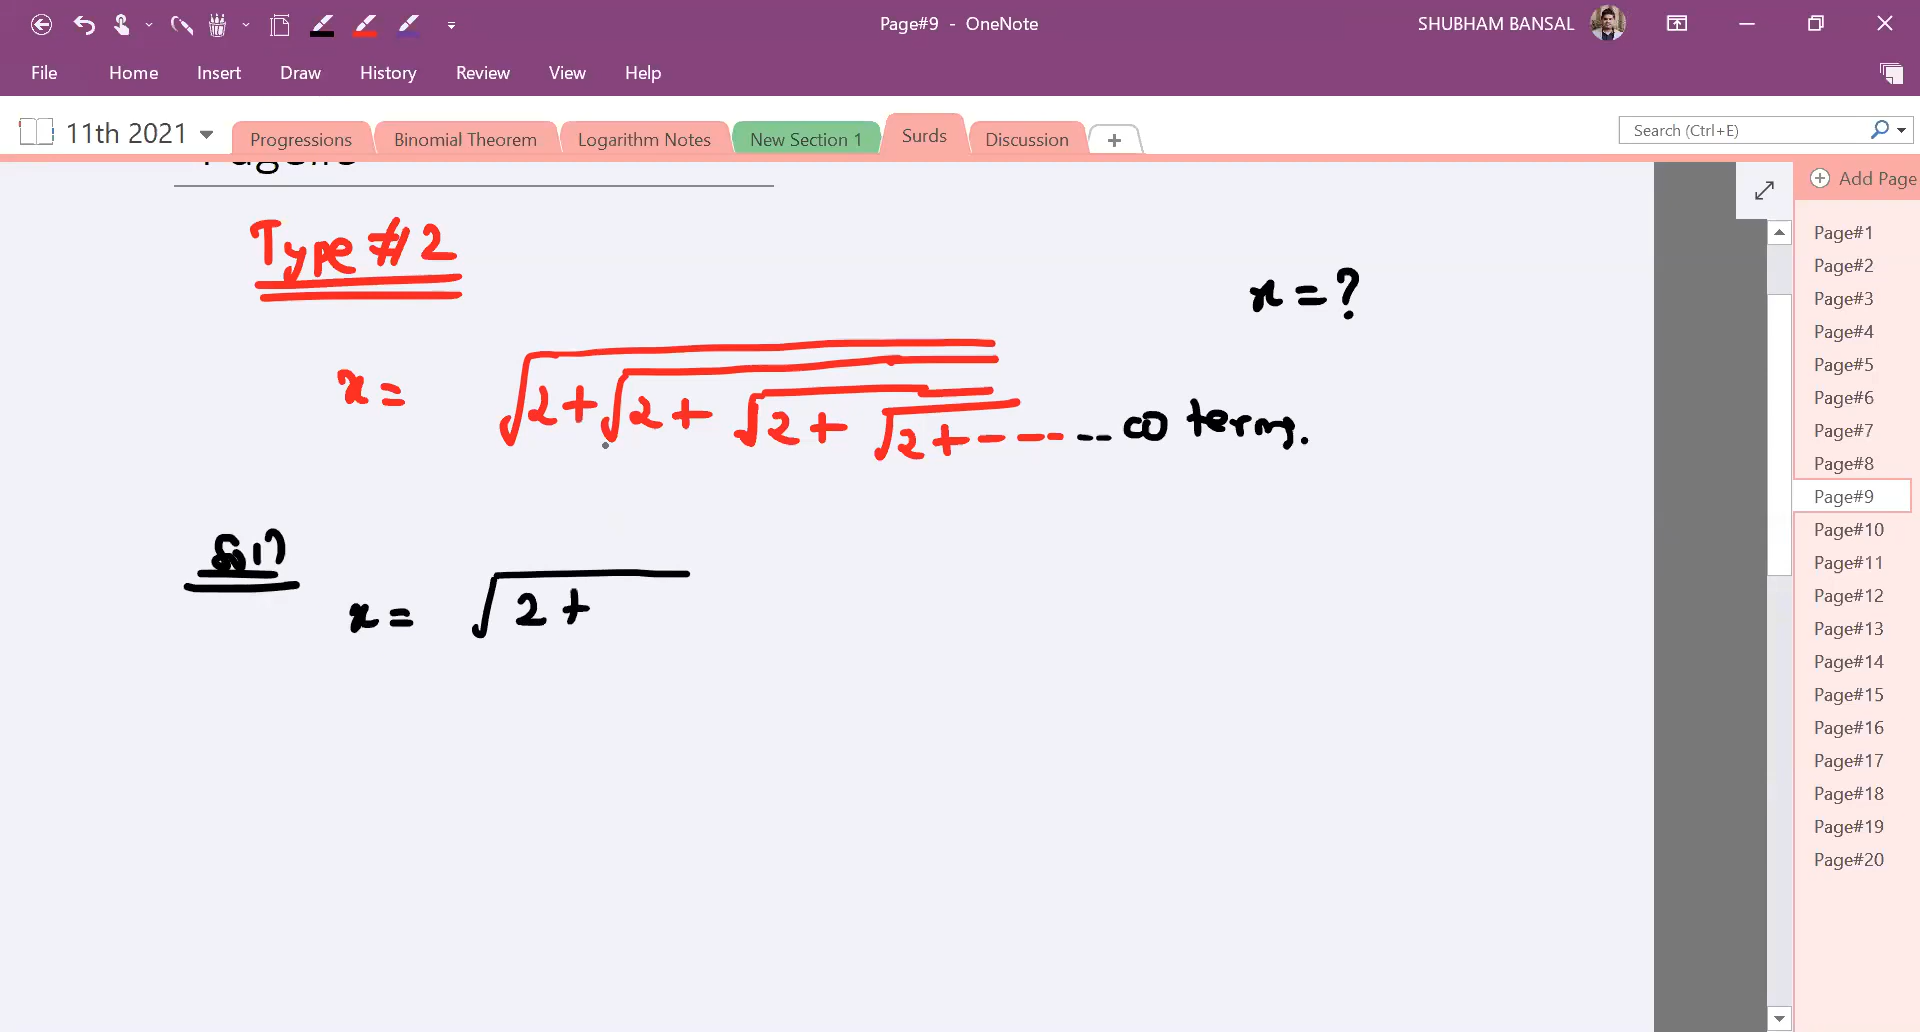 Page#9 - OneNote
SHUBHAM BANSAL
File Home Insert Draw History Review View Help
11th 2021
Progressions Binomial Theorem Logarithm Notes New Section 1 Surds Discussion +
Search (Ctrl+E)
Type #2
x = ?
x = √2+√2+√2+√2+----- ∞ terms.
Sol?
x = √2+
Add Page
Page#1
Page#2
Page#3
Page#4
Page#5
Page#6
Page#7
Page#8
Page#9
Page#10
Page#11
Page#12
Page#13
Page#14
Page#15
Page#16
Page#17
Page#18
Page#19
Page#20